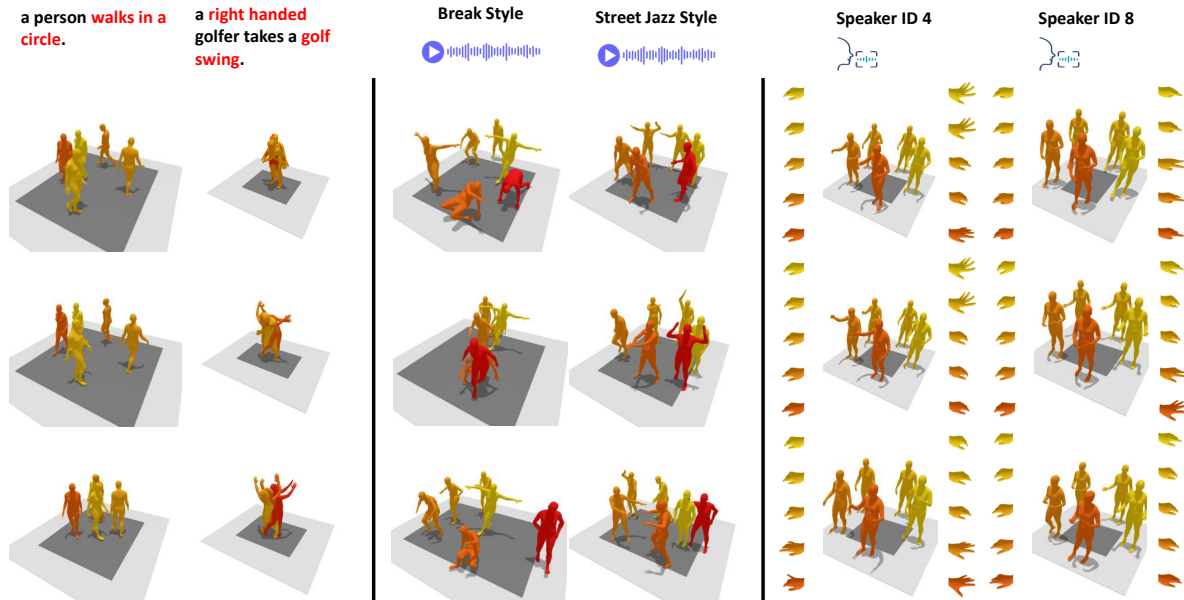 a person walks in a
circle.
a right handed
golfer takes a golf
swing.
Break Style
Street Jazz Style
Speaker ID 4
Speaker ID 8